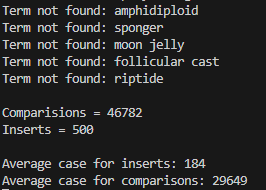 Term not found: amphidiploid
Term not found: sponger
Term not found: moon jelly
Term not found: follicular cast
Term not found: riptide
Comparisions = 46782
Inserts = 500
Average case for inserts: 184
Average case for comparisons: 29649